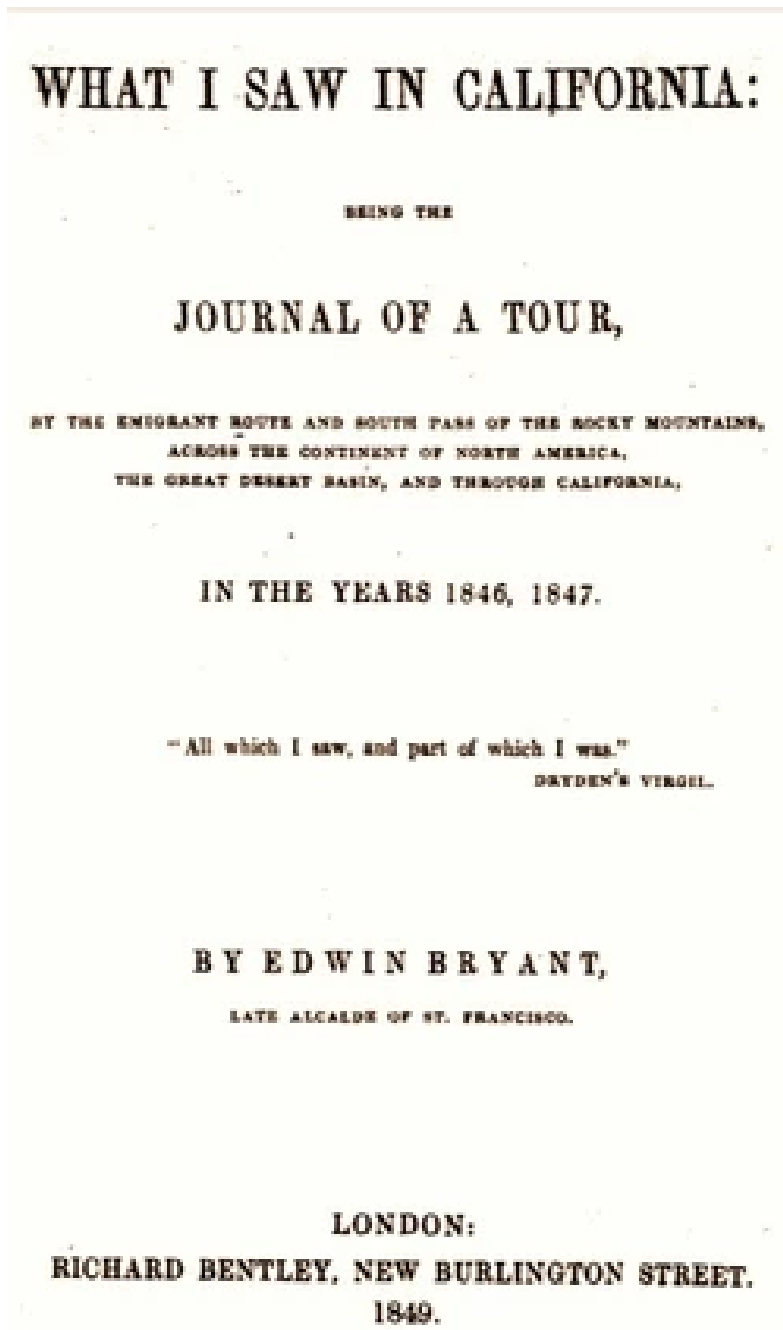 WHAT I SAW IN CALIFORNIA:
BEING THE
JOURNAL OF A TOUR,
BY THE EMIGRANT ROUTE AND SOUTH PASS OF THE ROCKY MOUNTAINS,
ACROSS THE CONTINENT OF NORTH AMERICA,
THE GREAT DESERT BASIN, AND THROUGH CALIFORNIA,
IN THE YEARS 1846, 1847.
"All which I saw, and part of which I was."
DRYDEN'S VIRGIL.
BY EDWIN BRYANT,
LATE ALCALDE OF ST. FRANCISCO.
LONDON:
RICHARD BENTLEY, NEW BURLINGTON STREET.
1849.